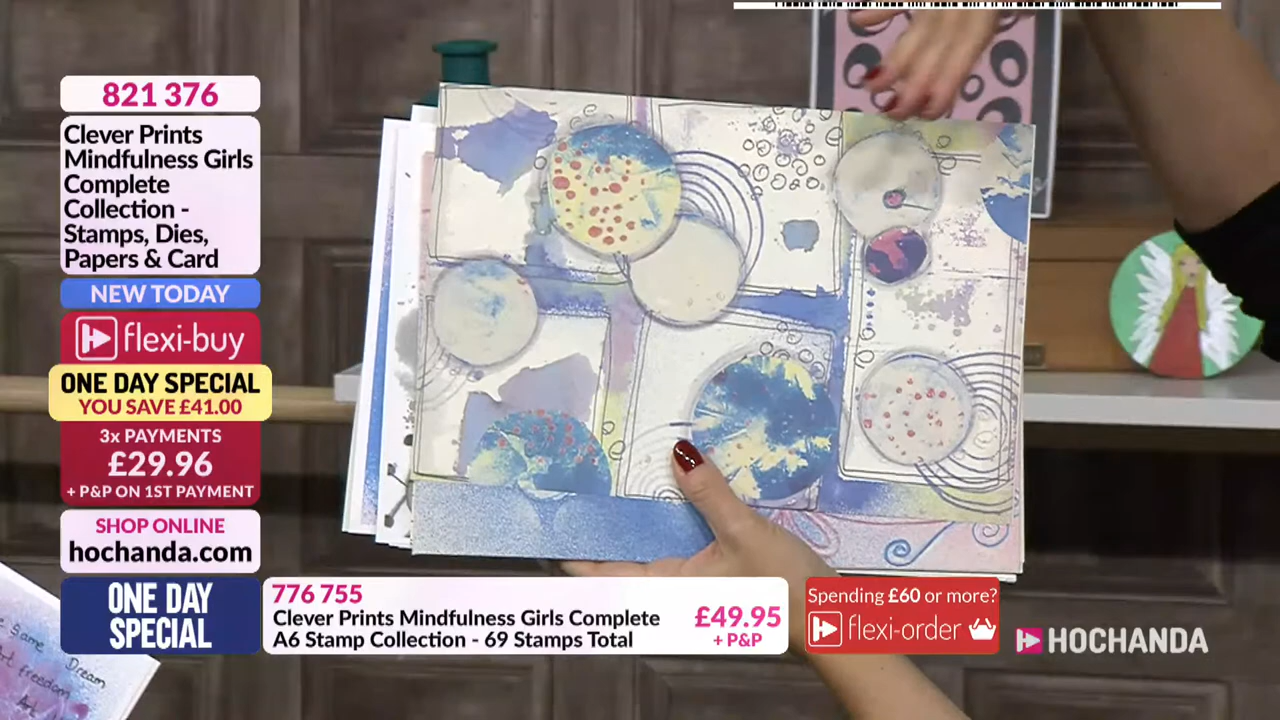 821 376
Clever Prints
Mindfulness Girls
Complete
Collection -
Stamps, Dies,
Papers & Card
NEW TODAY
flexi-buy
ONE DAY SPECIAL
YOU SAVE £41.00
3x PAYMENTS
£29.96
+ P&P ON 1ST PAYMENT
SHOP ONLINE
hochanda.com
ONE DAY
SPECIAL
776 755
Clever Prints Mindfulness Girls Complete
A6 Stamp Collection - 69 Stamps Total
£49.95
+ P&P
Spending £60 or more?
flexi-order
HOCHANDA
Same
Dream
freedom
Art